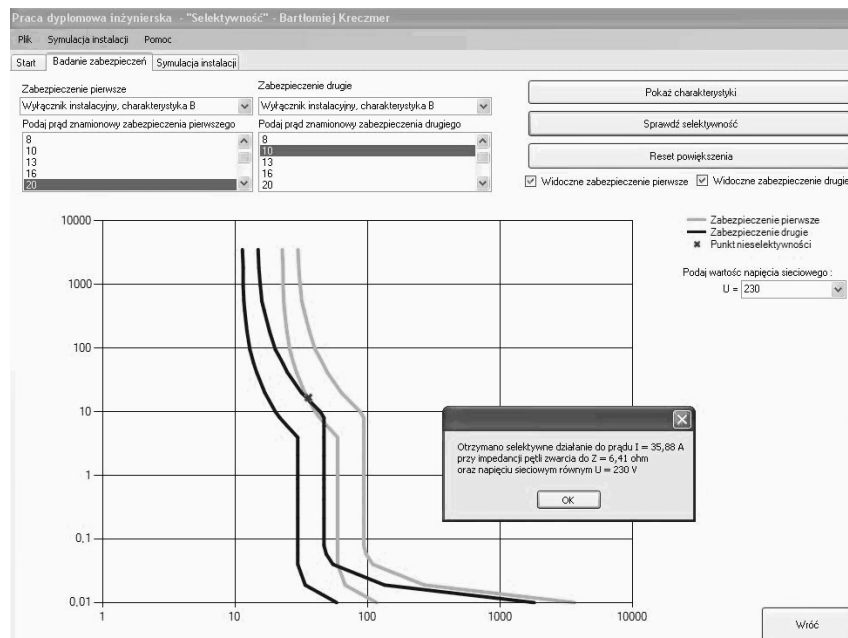 Praca dyplomowa inżynierska - "Selektywność" - Bartłomiej Kreczmer
Plik Symulacja instalacji Pomoc
Start Badanie zabezpieczeń Symulacja instalacji
Zabezpieczenie pierwsze Zabezpieczenie drugie
Wyłącznik instalacyjny, charakterystyka B Wyłącznik instalacyjny, charakterystyka B
Podaj prąd znamionowy zabezpieczenia pierwszego Podaj prąd znamionowy zabezpieczenia drugiego
8 8
10 10
13 13
16 16
20 20
Pokaż charakterystyki
Sprawdź selektywność
Reset powiększenia
Widoczne zabezpieczenie pierwsze Widoczne zabezpieczenie drugie
Zabezpieczenie pierwsze
Zabezpieczenie drugie
Punkt nieselektywności
Podaj wartość napięcia sieciowego :
U = 230
10000
1000
100
10
1
0,1
0,01
1 10 100 1000 10000
Otrzymano selektywne działanie do prądu I = 35,88 A
przy impedancji pętli zwarcia do Z = 6,41 ohm
oraz napięciu sieciowym równym U = 230 V
OK
Wróć